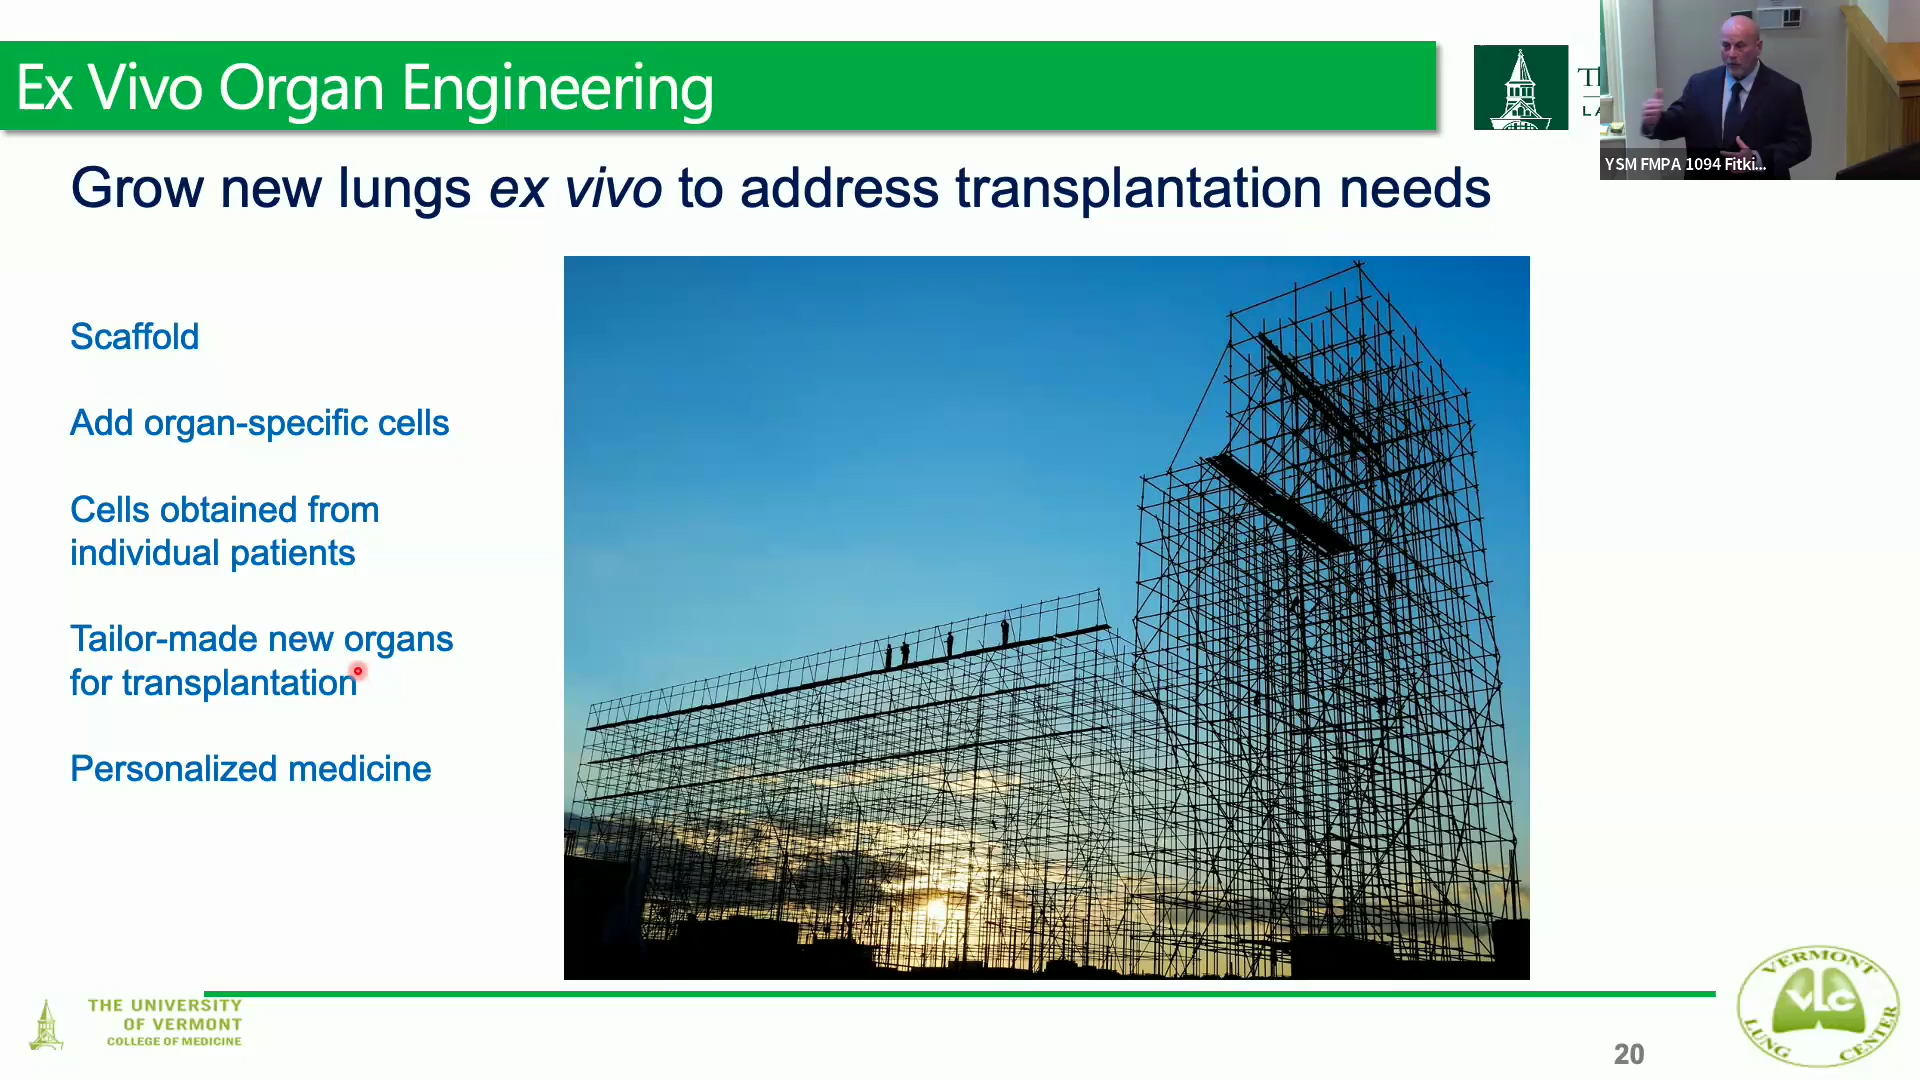 Ex Vivo Organ Engineering
YSM FMPA 1094 Fitki...
Grow new lungs ex vivo to address transplantation needs
Scaffold
Add organ-specific cells
Cells obtained from
individual patients
Tailor-made new organs
for transplantation
Personalized medicine
THE UNIVERSITY
OF VERMONT
COLLEGE OF MEDICINE
20
VERMONT
VLC
LUNG CENTER